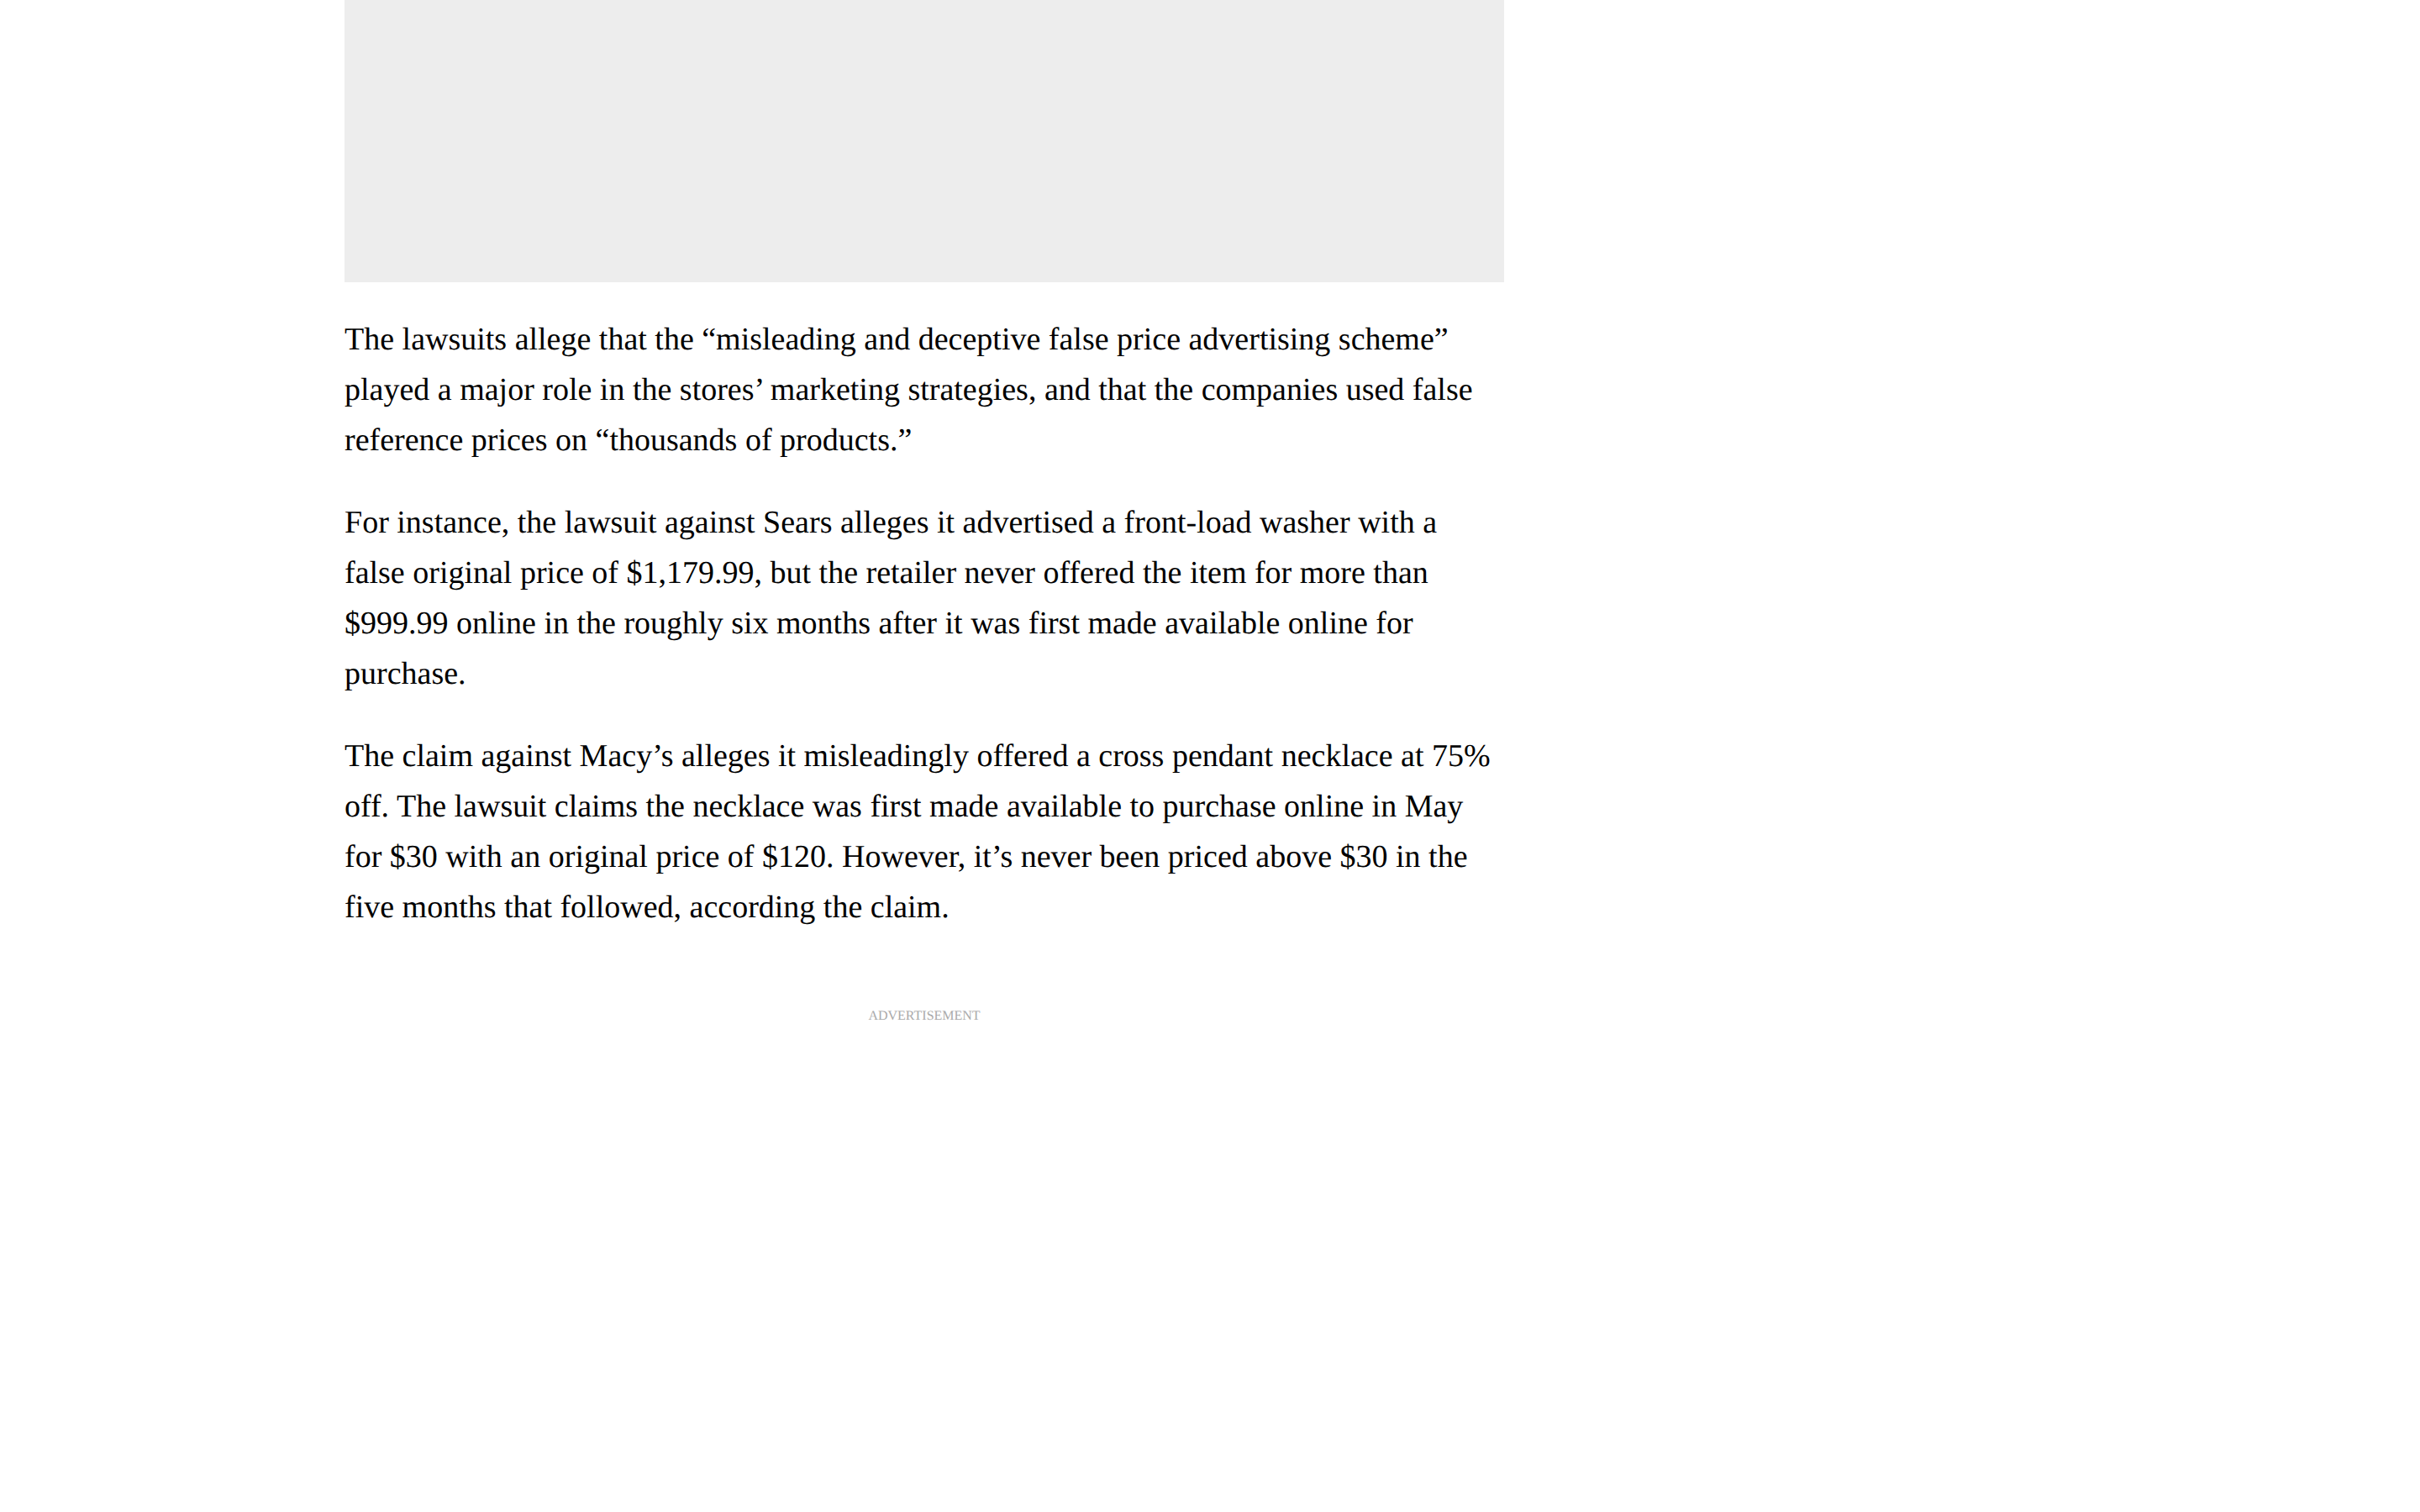 The lawsuits allege that the “misleading and deceptive false price advertising scheme”
played a major role in the stores’ marketing strategies, and that the companies used false
reference prices on “thousands of products.”
For instance, the lawsuit against Sears alleges it advertised a front-load washer with a
false original price of $1,179.99, but the retailer never offered the item for more than
$999.99 online in the roughly six months after it was first made available online for
purchase.
The claim against Macy’s alleges it misleadingly offered a cross pendant necklace at 75%
off. The lawsuit claims the necklace was first made available to purchase online in May
for $30 with an original price of $120. However, it’s never been priced above $30 in the
five months that followed, according the claim.
ADVERTISEMENT